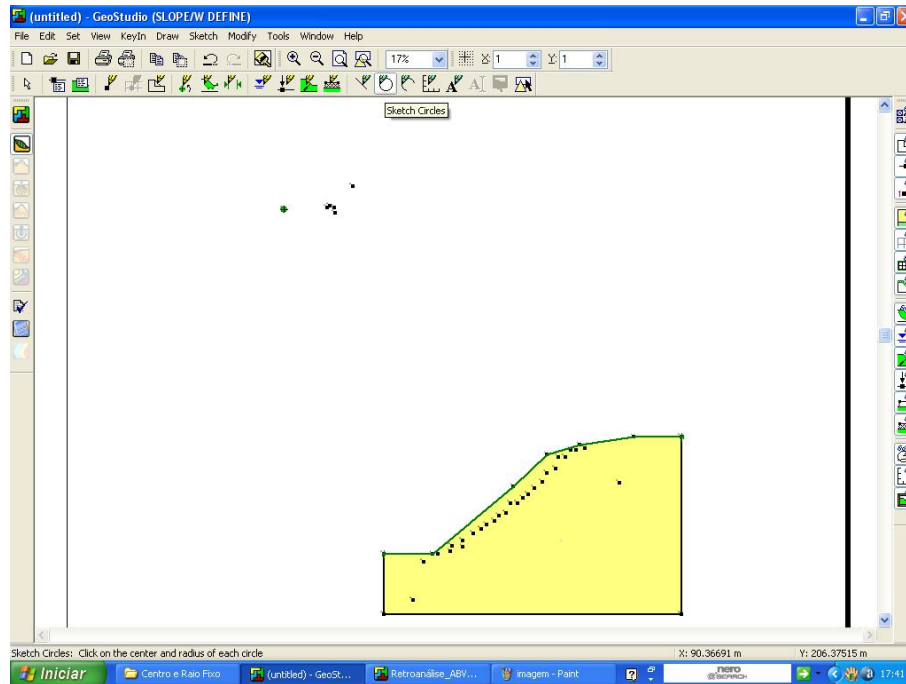 (untitled) - GeoStudio (SLOPE/W DEFINE)
File Edit Set View KeyIn Draw Sketch Modify Tools Window Help
17% X: 1 Y: 1
Sketch Circles
Sketch Circles: Click on the center and radius of each circle X: 90.36691 m Y: 206.37515 m
Iniciar Centro e Raio Fixo (untitled) - GeoSt... Retroanálise_ABV... imagem - Paint nero SEARCH 17:41